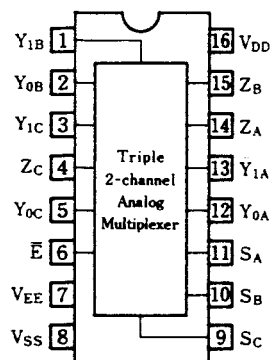 Y1B 1 16 VDD
Y0B 2 15 ZB
Y1C 3 14 ZA
ZC 4 Triple 13 Y1A
2-channel
Y0C 5 Analog 12 Y0A
Multiplexer
E̅ 6 11 SA
VEE 7 10 SB
VSS 8 9 SC